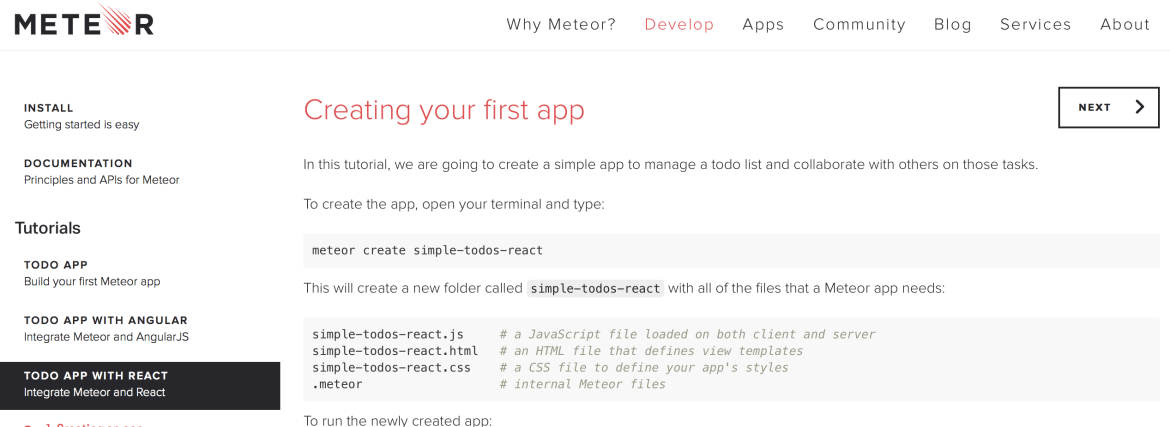 METEOR
Why Meteor? Develop Apps Community Blog Services About
INSTALL
Getting started is easy
DOCUMENTATION
Principles and APIs for Meteor
Tutorials
TODO APP
Build your first Meteor app
TODO APP WITH ANGULAR
Integrate Meteor and AngularJS
TODO APP WITH REACT
Integrate Meteor and React
Creating your first app
NEXT
In this tutorial, we are going to create a simple app to manage a todo list and collaborate with others on those tasks.
To create the app, open your terminal and type:
meteor create simple-todos-react
This will create a new folder called simple-todos-react with all of the files that a Meteor app needs:
simple-todos-react.js # a JavaScript file loaded on both client and server
simple-todos-react.html # an HTML file that defines view templates
simple-todos-react.css # a CSS file to define your app's styles
.meteor # internal Meteor files
To run the newly created app: